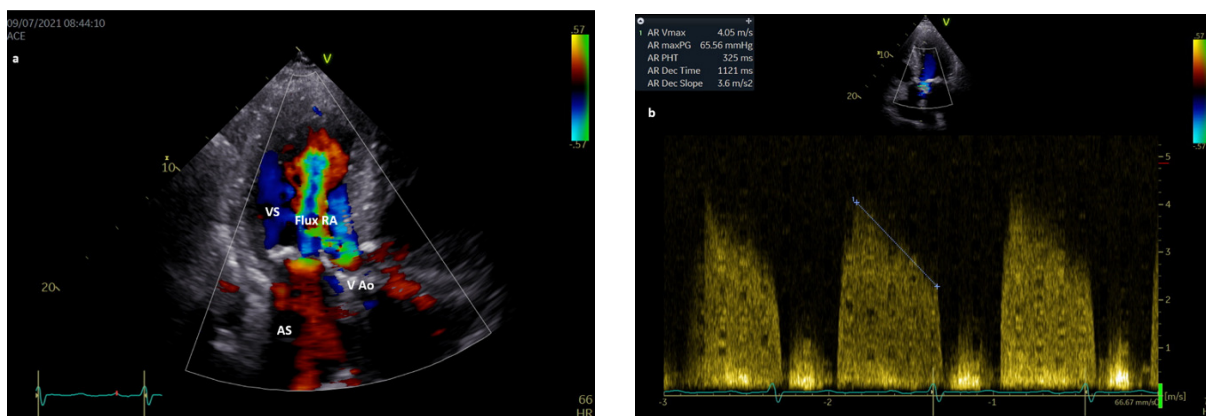 09/07/2021 08:44:10
ACE
a
V
.57
-.57
10
VS
Flux RA
V Ao
20
AS
66
HR
1 AR Vmax 4.05 m/s
AR maxPG 65.56 mmHg
AR PHT 325 ms
AR Dec Time 1121 ms
AR Dec Slope 3.6 m/s2
V
.57
-.57
10
20
b
1
5
4
3
2
1
[m/s]
-3
-2
-1
66.67 mm/s
66
HR